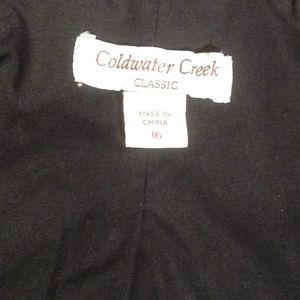 Coldwater Creek
CLASSIC
MADE IN
CHINA
16